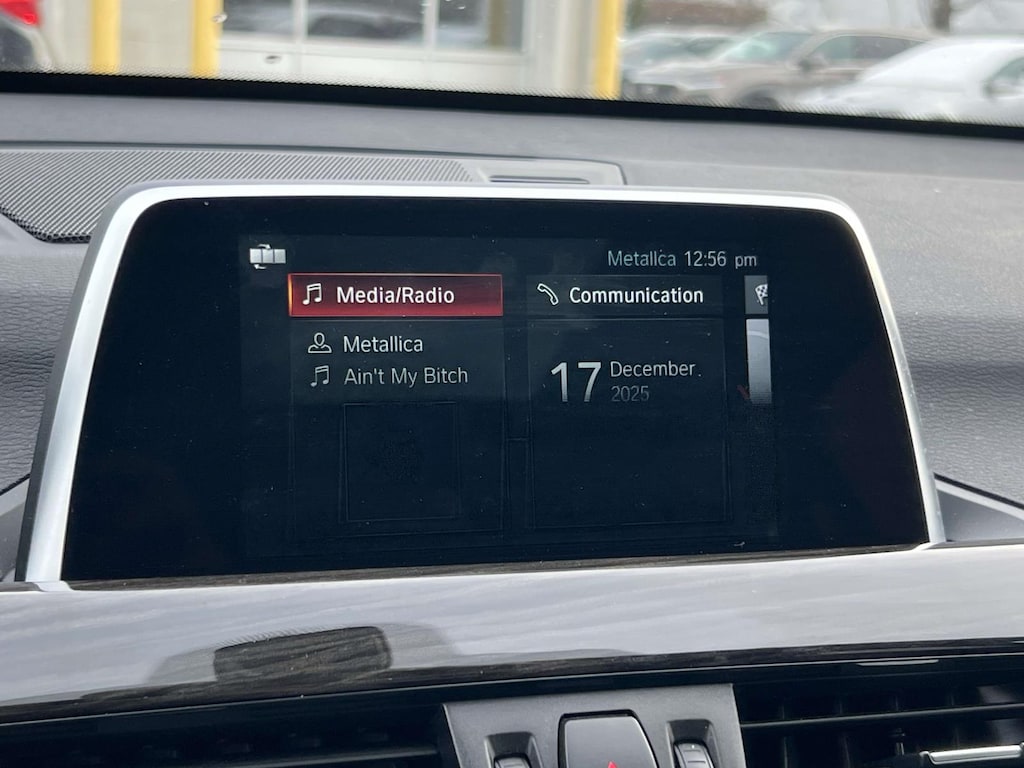 Metallica 12:56 pm
Media/Radio
Communication
Metallica
Ain't My Bitch
17 December
2025